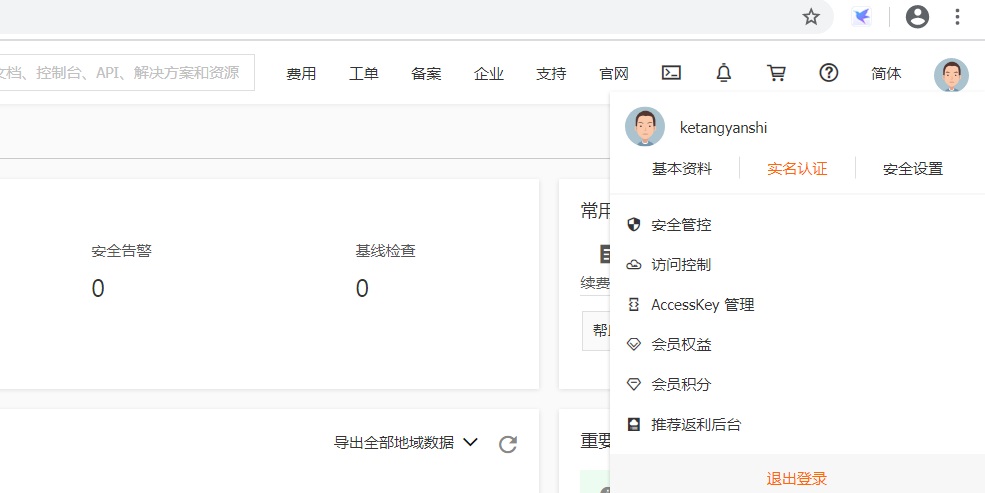 文档、控制台、API、解决方案和资源
费用
工单
备案
企业
支持
官网
简体
ketangyanshi
基本资料
实名认证
安全设置
安全告警
0
基线检查
0
常用
续费
帮
安全管控
访问控制
AccessKey 管理
会员权益
会员积分
推荐返利后台
导出全部地域数据
重要
退出登录